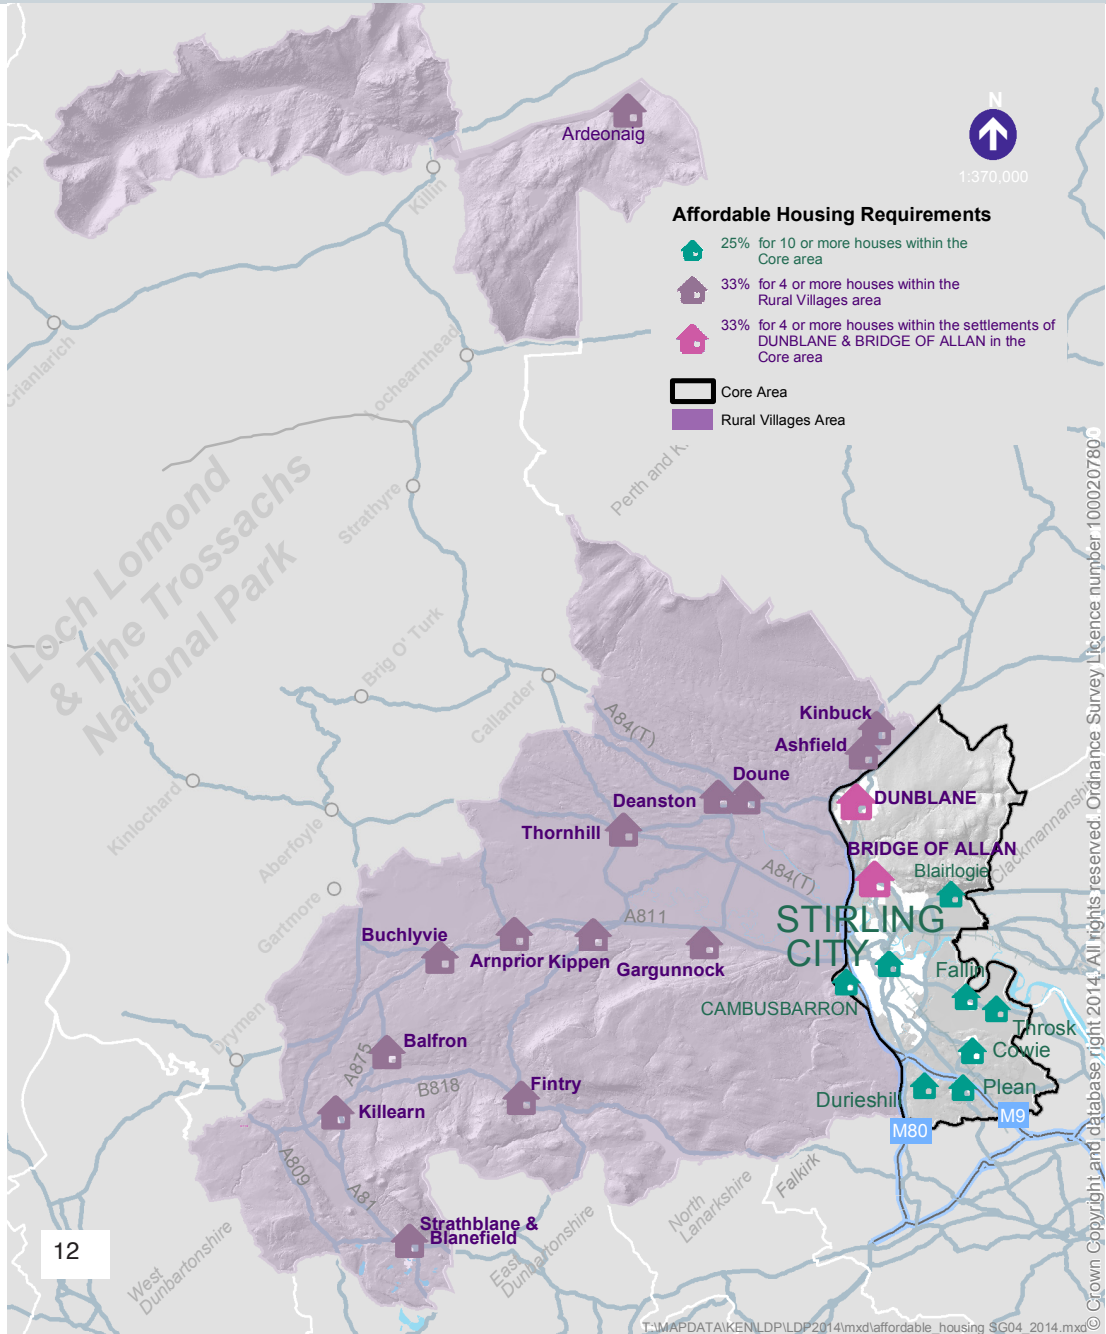 Ardeonaig
N
1:370,000
Killin
Affordable Housing Requirements
25% for 10 or more houses within the
Core area
33% for 4 or more houses within the
Rural Villages area
33% for 4 or more houses within the settlements of
DUNBLANE & BRIDGE OF ALLAN in the
Core area
Core Area
Rural Villages Area
Crianlarich
Lochearnhead
Perth and K
Strathyre
Loch Lomond
& The Trossachs
National Park
Brig O' Turk
Callander
A84(T)
Kinbuck
Ashfield
Doune
Deanston
DUNBLANE
Thornhill
Kinlochard
Aberfoyle
BRIDGE OF ALLAN
Clackmannanshire
Blairlogie
A84(T)
Gartmore
STIRLING
CITY
A811
Buchlyvie
Arnprior
Kippen
Gargunnock
Fallin
CAMBUSBARRON
Throsk
Drymen
Balfron
A875
Cowie
B818
Fintry
Plean
Durieshill
Killearn
M9
M80
A809
A81
Falkirk
North
Lanarkshire
Strathblane &
Blanefield
East
Dunbartonshire
West
Dunbartonshire
12
T:\MAPDATA\KEN\LDP\LDP2014\mxd\affordable_housing SG04_2014.mxd
© Crown Copyright and database right 2014. All rights reserved. Ordnance Survey Licence number 100020780